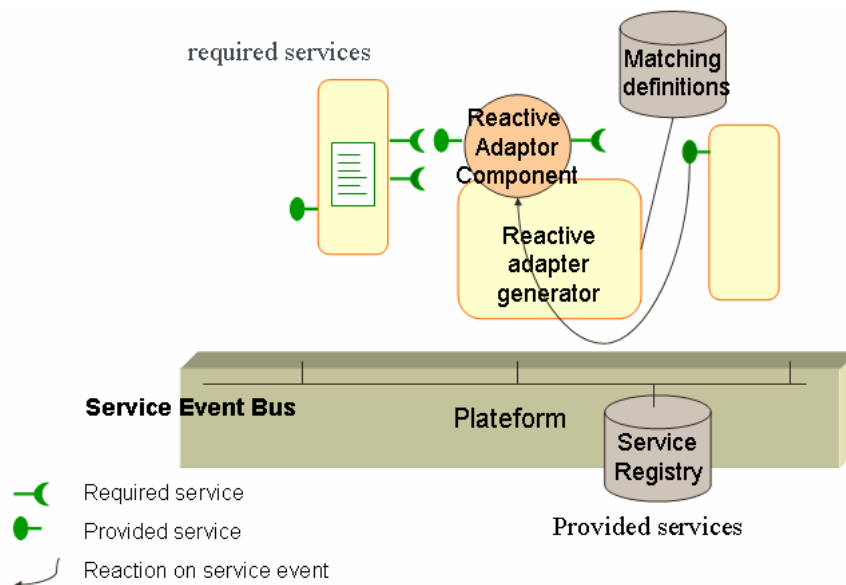 required services
Matching
definitions
Reactive
Adaptor
Component
Reactive
adapter
generator
Service Event Bus
Plateform
Service
Registry
Provided services
Required service
Provided service
Reaction on service event